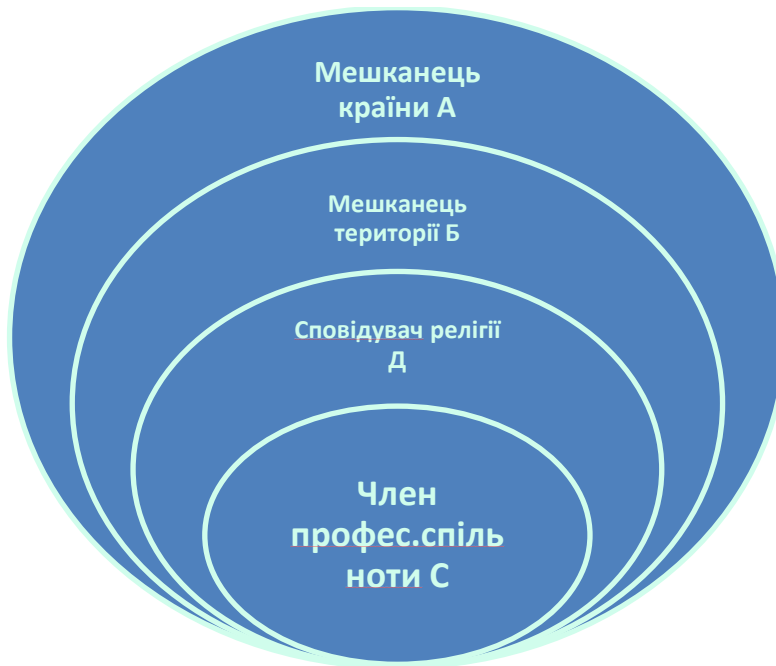 Мешканець
країни А
Мешканець
території Б
Сповідувач релігії
Д
Член
профес.спіль
ноти С